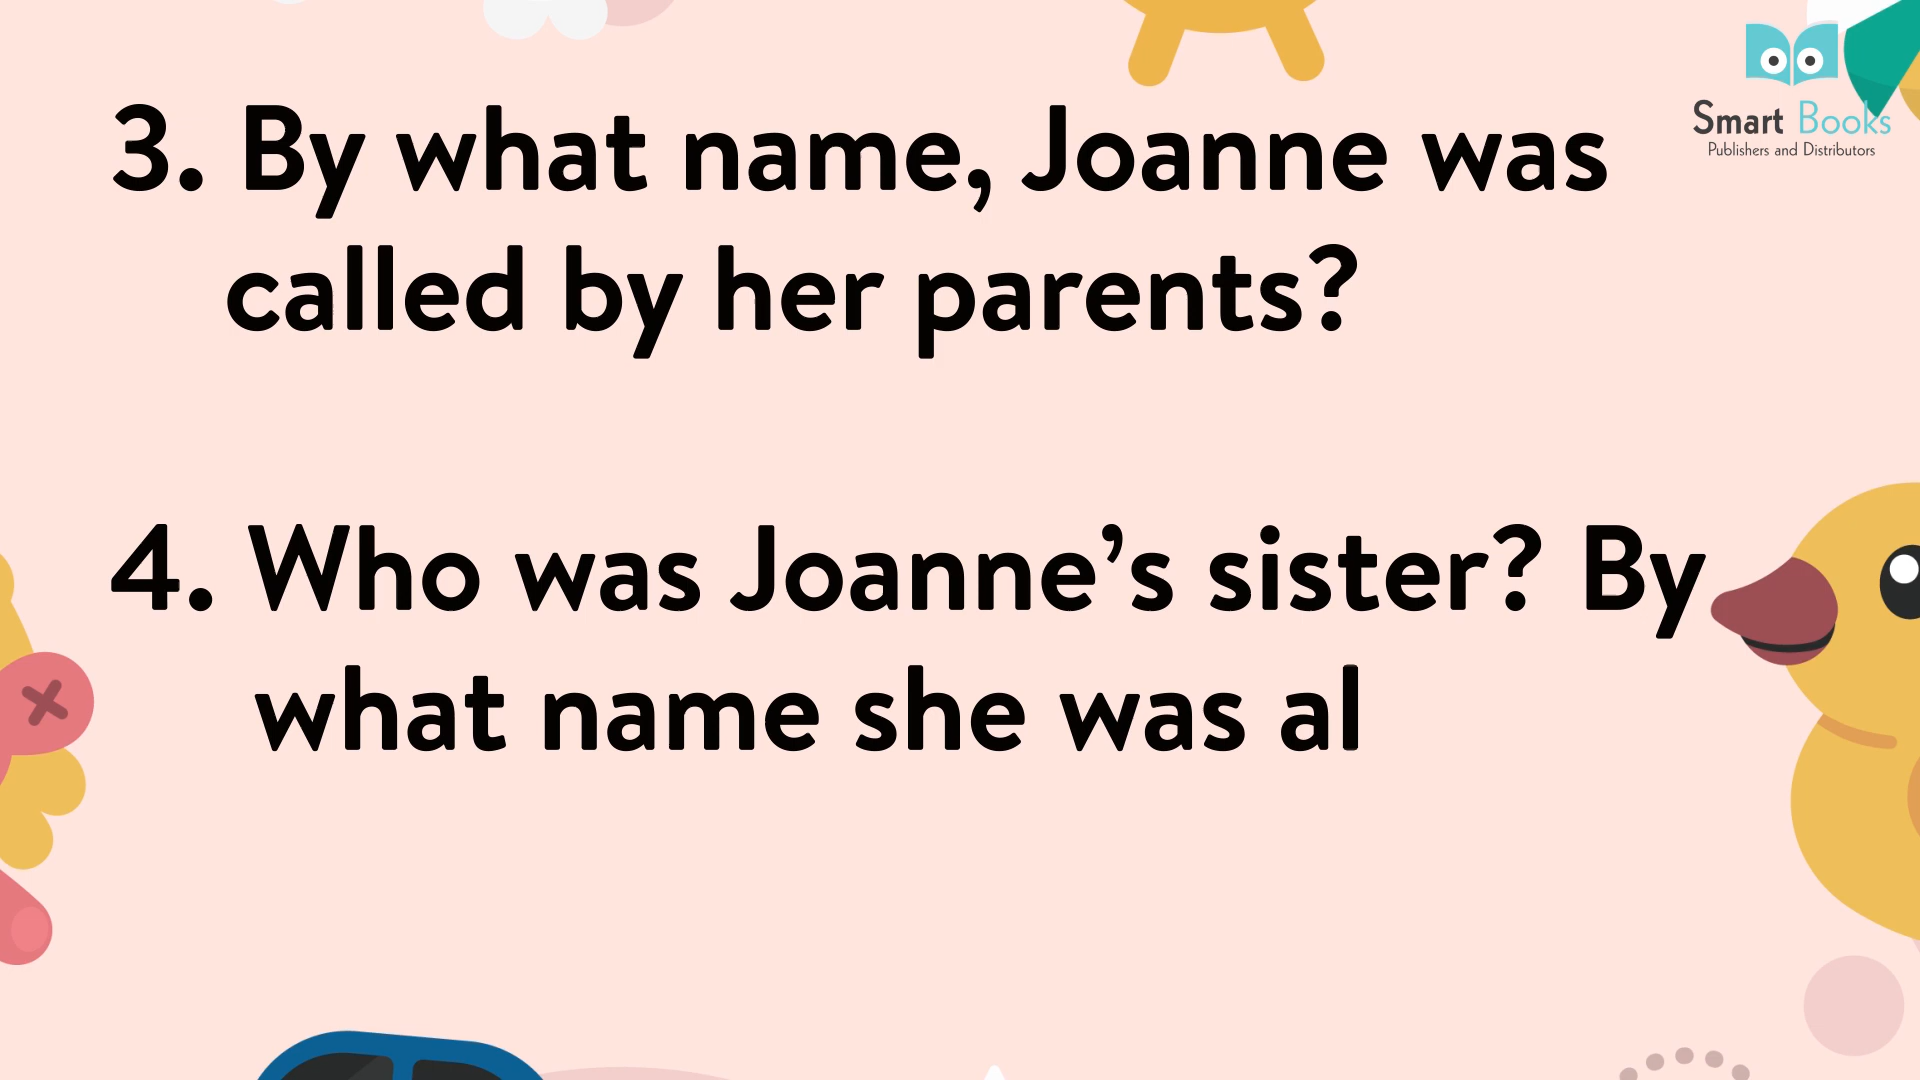 Smart Books
Publishers and Distributors
3. By what name, Joanne was
called by her parents?
4. Who was Joanne’s sister? By
what name she was al